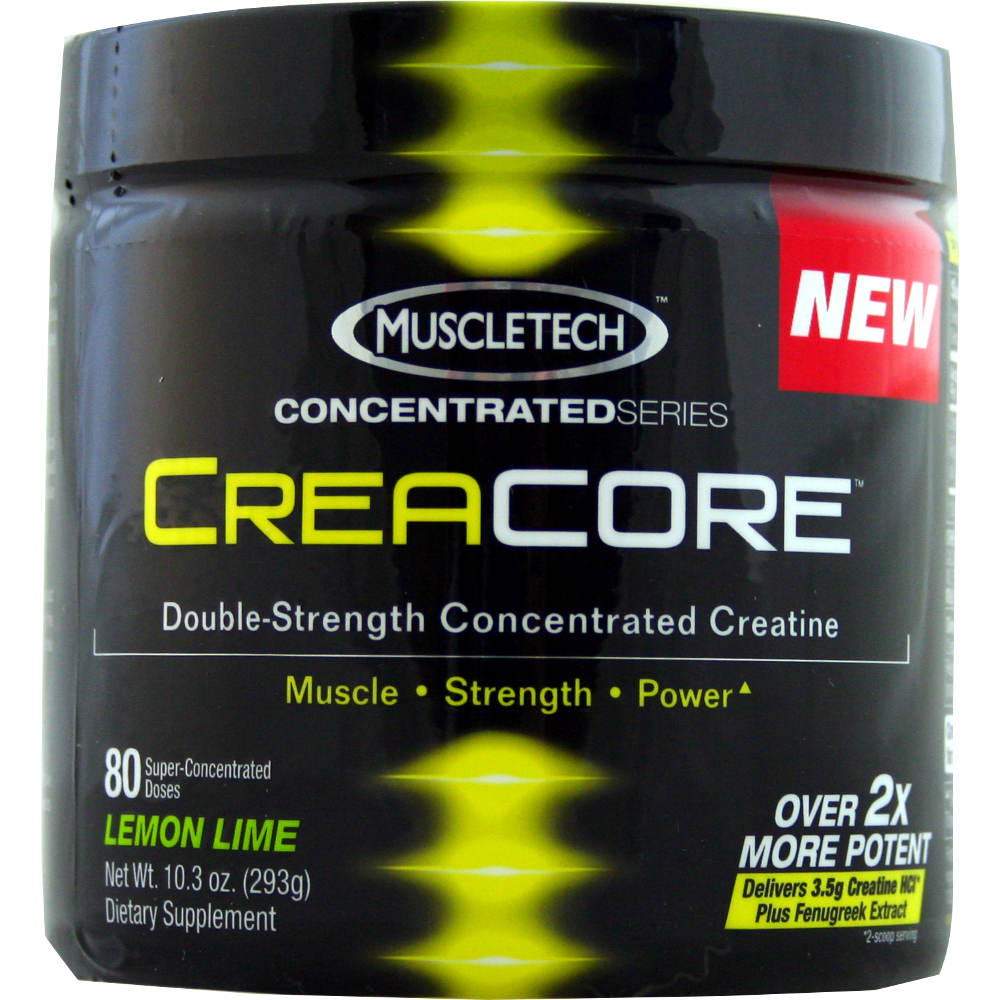 MUSCLETECH™
NEW
CONCENTRATEDSERIES
CREACORE™
Double-Strength Concentrated Creatine
Muscle • Strength • Power▲
80 Super-Concentrated
Doses
LEMON LIME
Net Wt. 10.3 oz. (293g)
Dietary Supplement
OVER 2X
MORE POTENT
Delivers 3.5g Creatine HCl*
Plus Fenugreek Extract
*2-scoop serving